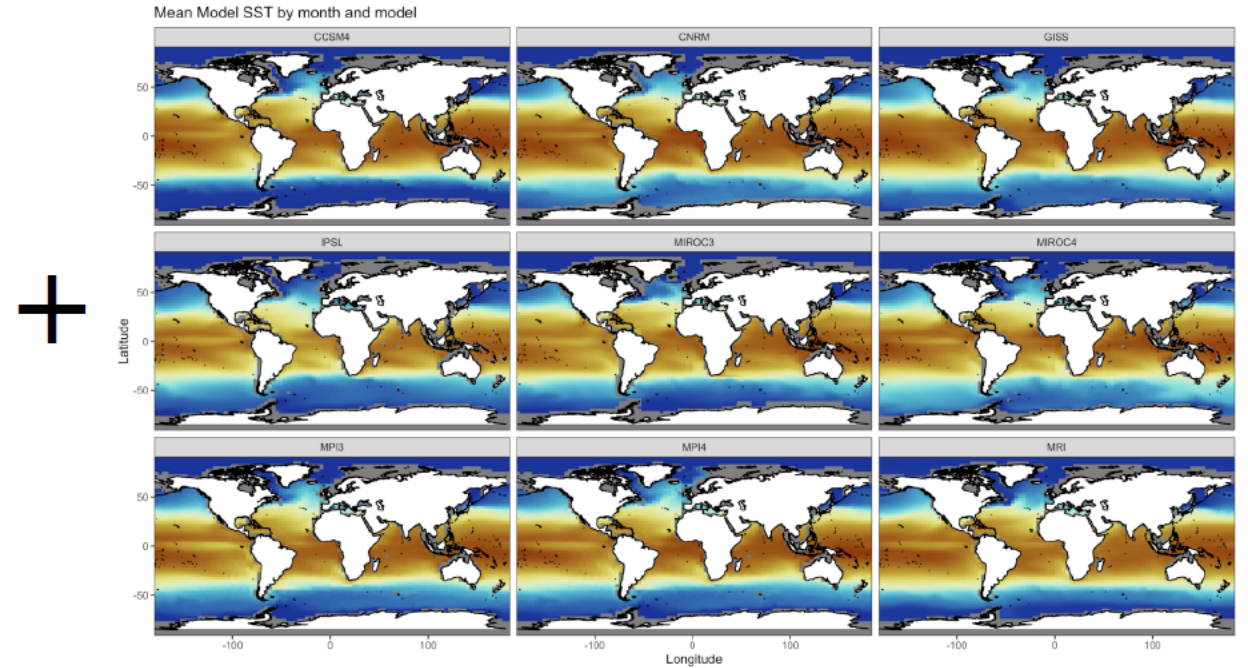 Mean Model SST by month and model
CCSM4 CNRM GISS
50
0
-50
IPSL MIROC3 MIROC4
50
0
-50
Latitude
MPI3 MPI4 MRI
50
0
-50
-100 0 100 -100 0 100 -100 0 100
Longitude
+